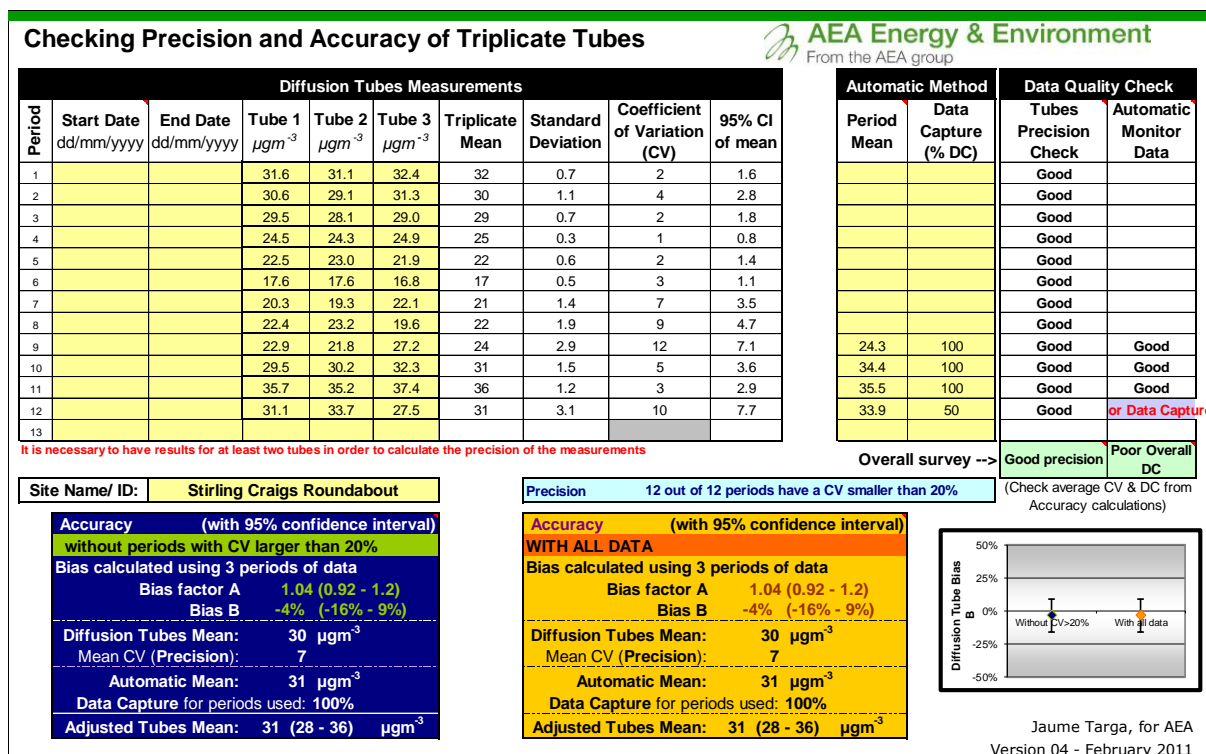 Checking Precision and Accuracy of Triplicate Tubes
AEA Energy & Environment
From the AEA group
Diffusion Tubes Measurements
Automatic Method
Data Quality Check
Period
Start Date dd/mm/yyyy
End Date dd/mm/yyyy
Tube 1 µgm-3
Tube 2 µgm-3
Tube 3 µgm-3
Triplicate Mean
Standard Deviation
Coefficient of Variation (CV)
95% CI of mean
Period Mean
Data Capture (% DC)
Tubes Precision Check
Automatic Monitor Data
1 31.6 31.1 32.4 32 0.7 2 1.6 Good
2 30.6 29.1 31.3 30 1.1 4 2.8 Good
3 29.5 28.1 29.0 29 0.7 2 1.8 Good
4 24.5 24.3 24.9 25 0.3 1 0.8 Good
5 22.5 23.0 21.9 22 0.6 2 1.4 Good
6 17.6 17.6 16.8 17 0.5 3 1.1 Good
7 20.3 19.3 22.1 21 1.4 7 3.5 Good
8 22.4 23.2 19.6 22 1.9 9 4.7 Good
9 22.9 21.8 27.2 24 2.9 12 7.1 24.3 100 Good Good
10 29.5 30.2 32.3 31 1.5 5 3.6 34.4 100 Good Good
11 35.7 35.2 37.4 36 1.2 3 2.9 35.5 100 Good Good
12 31.1 33.7 27.5 31 3.1 10 7.7 33.9 50 Good or Data Capture
13
It is necessary to have results for at least two tubes in order to calculate the precision of the measurements
Overall survey --> Good precision Poor Overall DC
Site Name/ ID: Stirling Craigs Roundabout
Precision 12 out of 12 periods have a CV smaller than 20%
(Check average CV & DC from Accuracy calculations)
Accuracy (with 95% confidence interval)
without periods with CV larger than 20%
Bias calculated using 3 periods of data
Bias factor A 1.04 (0.92 - 1.2)
Bias B -4% (-16% - 9%)
Diffusion Tubes Mean: 30 µgm-3
Mean CV (Precision): 7
Automatic Mean: 31 µgm-3
Data Capture for periods used: 100%
Adjusted Tubes Mean: 31 (28 - 36) µgm-3
Accuracy (with 95% confidence interval)
WITH ALL DATA
Bias calculated using 3 periods of data
Bias factor A 1.04 (0.92 - 1.2)
Bias B -4% (-16% - 9%)
Diffusion Tubes Mean: 30 µgm-3
Mean CV (Precision): 7
Automatic Mean: 31 µgm-3
Data Capture for periods used: 100%
Adjusted Tubes Mean: 31 (28 - 36) µgm-3
Diffusion Tube Bias B
50%
25%
0%
-25%
-50%
Without CV>20%
With all data
Jaume Targa, for AEA
Version 04 - February 2011